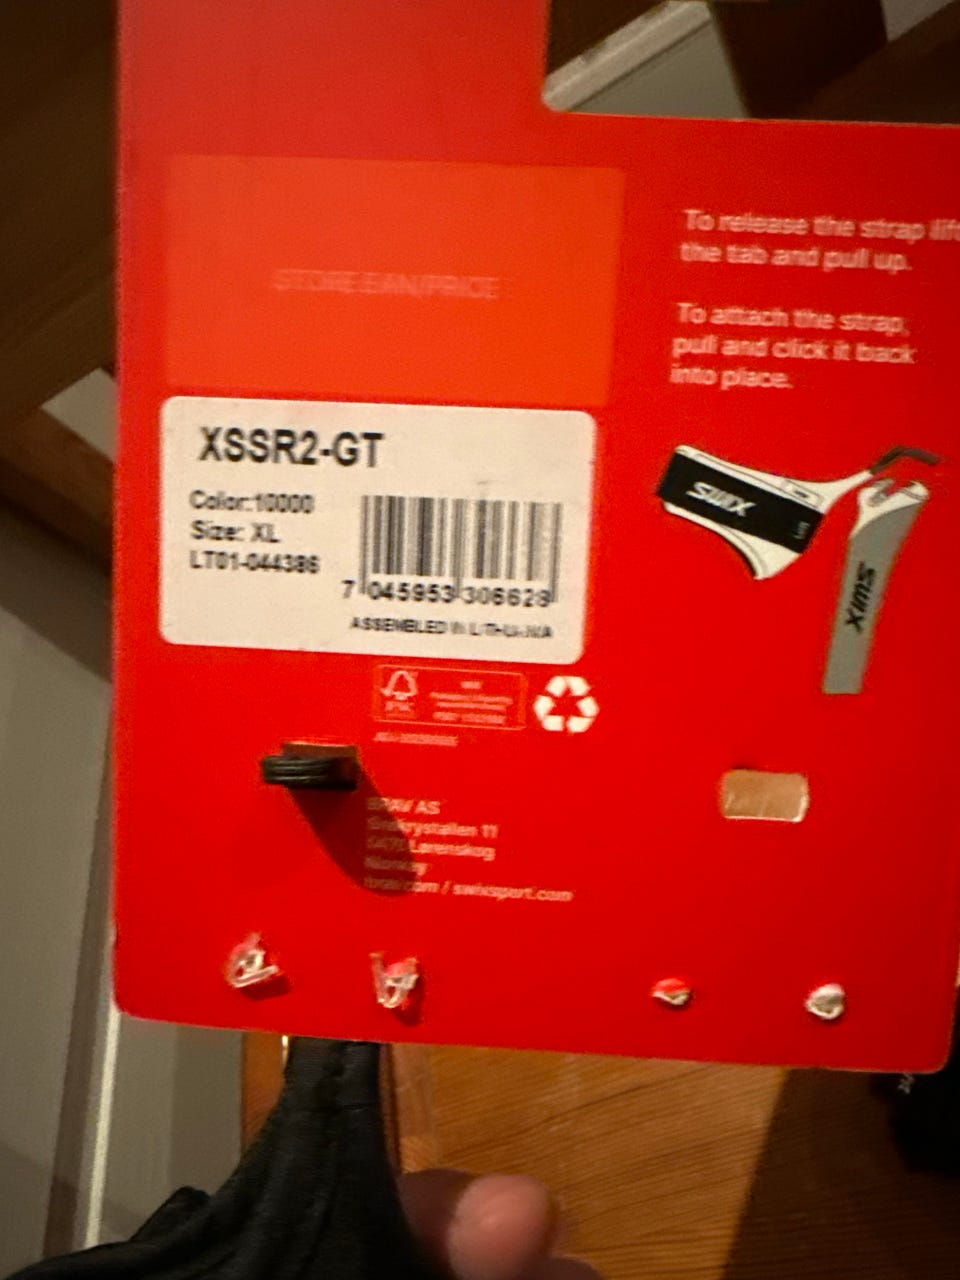 STORE EAN/PRICE
XSSR2-GT
Color:10000
Size: XL
LT01-044386
7 045953 306628
ASSEMBLED IN
To release the strap lift
the tab and pull up.
To attach the strap,
pull and click it back
into place.
SWIX
SWIX
FSC
BRAV AS
11
Lørenskog
Norway
/ swixsport.com